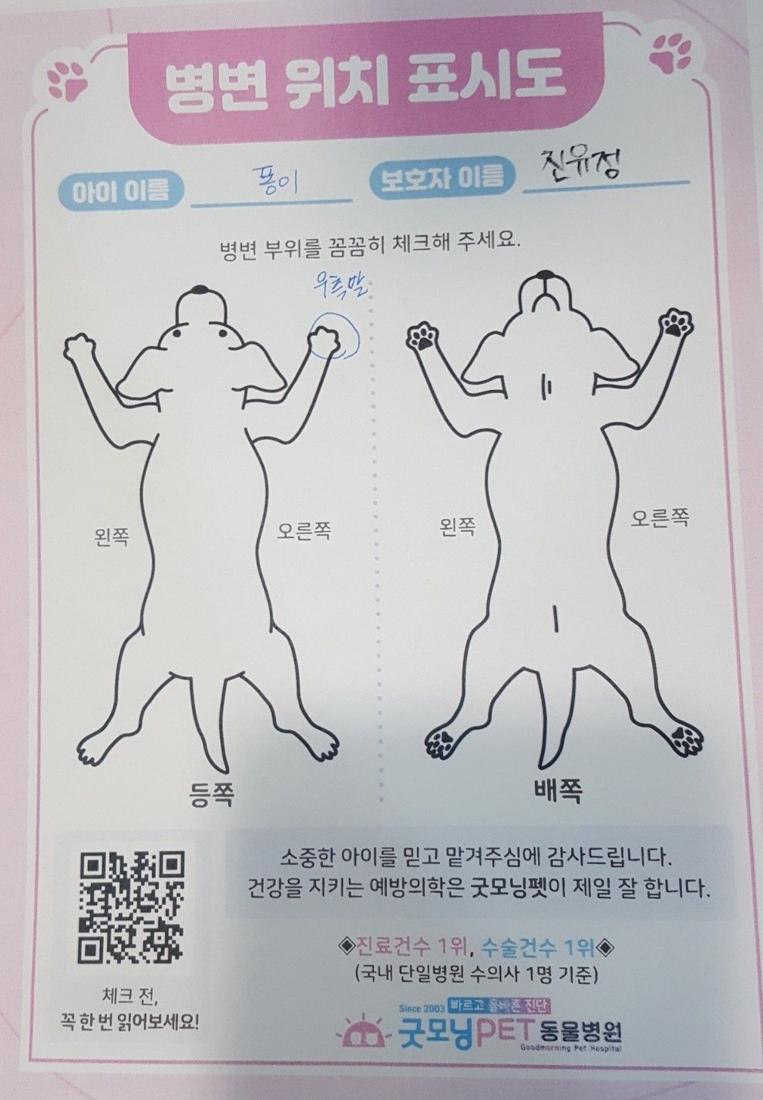 병변 위치 표시도
아이 이름 퐁이 보호자 이름 진유정
병변 부위를 꼼꼼히 체크해 주세요.
우측발
왼쪽 오른쪽 왼쪽 오른쪽
등쪽 배쪽
소중한 아이를 믿고 맡겨주심에 감사드립니다.
건강을 지키는 예방의학은 굿모닝펫이 제일 잘 합니다.
◈진료건수 1위, 수술건수 1위◈
(국내 단일병원 수의사 1명 기준)
체크 전,
꼭 한 번 읽어보세요!
Since 2003 빠르고 올바른 진단
굿모닝PET 동물병원
Goodmorning Pet Hospital